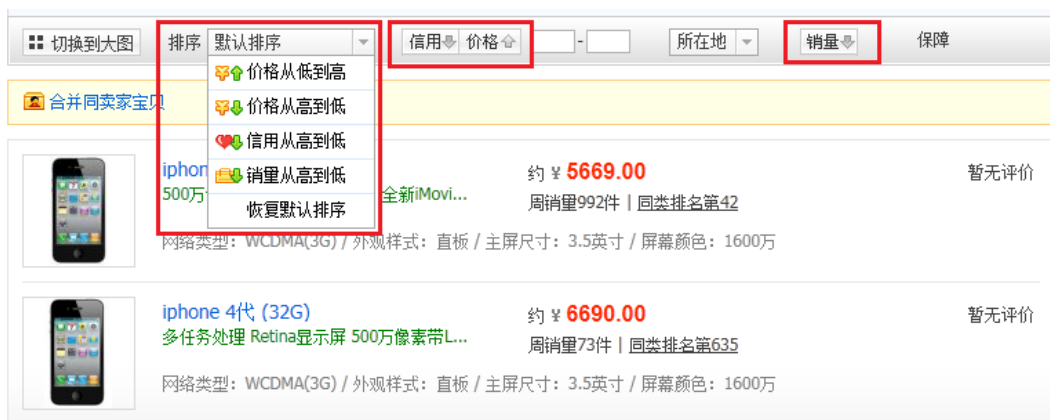 切换到大图 排序 默认排序 信用 价格 - 所在地 销量 保障
价格从低到高
价格从高到低
信用从高到低
销量从高到低
恢复默认排序
合并同卖家宝贝
iphon 约 ¥ 5669.00 暂无评价
500万 全新iMovi... 周销量992件 | 同类排名第42
网络类型：WCDMA(3G) / 外观样式：直板 / 主屏尺寸：3.5英寸 / 屏幕颜色：1600万
iphone 4代 (32G) 约 ¥ 6690.00 暂无评价
多任务处理 Retina显示屏 500万像素带L... 周销量73件 | 同类排名第635
网络类型：WCDMA(3G) / 外观样式：直板 / 主屏尺寸：3.5英寸 / 屏幕颜色：1600万